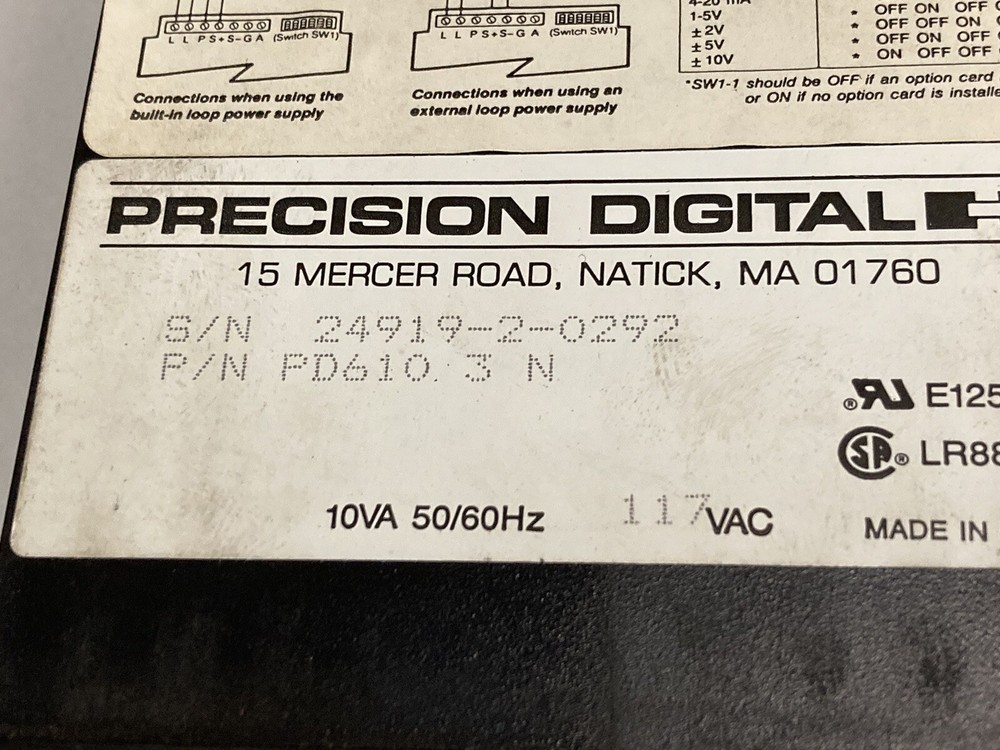 L L P S+S-G A (Switch SW1)
L L P S+S-G A (Switch SW1)
Connections when using the
built-in loop power supply
Connections when using an
external loop power supply
4-20 mA
1-5V * OFF ON OFF
±2V * OFF OFF ON
±5V * OFF ON OFF
±10V * ON OFF OFF
*SW1-1 should be OFF if an option card
or ON if no option card is installe
PRECISION DIGITAL
15 MERCER ROAD, NATICK, MA 01760
S/N 24919-2-0292
P/N PD610.3 N
® E125
® LR88
10VA 50/60Hz 117VAC
MADE IN